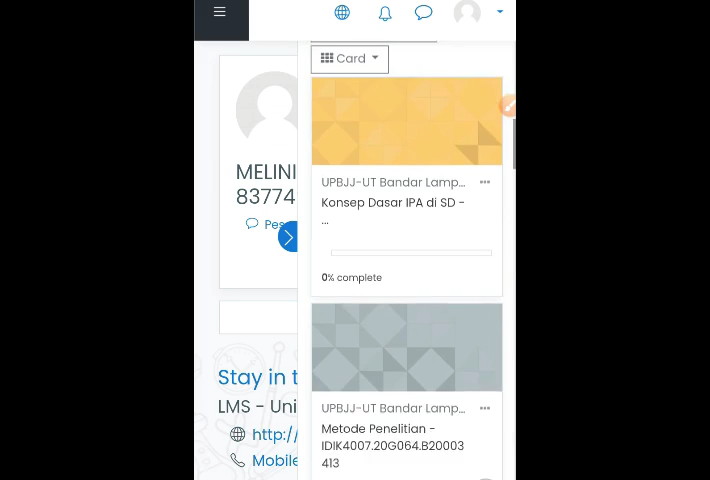 Card
MELINI
83774
Pes
UPBJJ-UT Bandar Lamp...
Konsep Dasar IPA di SD -
...
0% complete
UPBJJ-UT Bandar Lamp...
Metode Penelitian -
IDIK4007.20G064.B20003
413
Stay in t
LMS - Uni
http://
Mobile